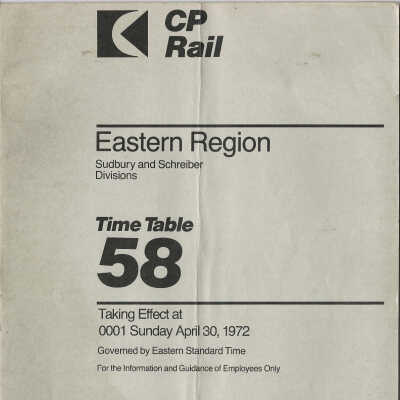 CP
Rail
Eastern Region
Sudbury and Schreiber
Divisions
Time Table
58
Taking Effect at
0001 Sunday April 30, 1972
Governed by Eastern Standard Time
For the Information and Guidance of Employees Only